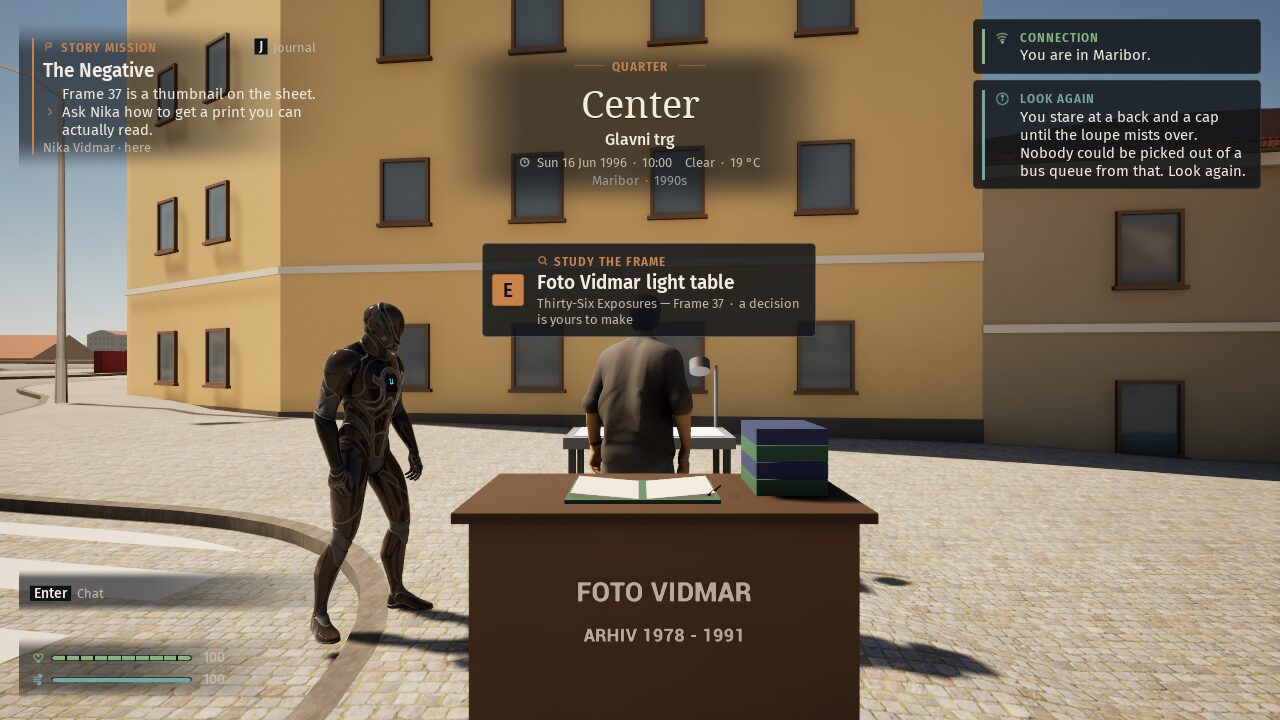 STORY MISSION
J Journal
The Negative
Frame 37 is a thumbnail on the sheet.
Ask Nika how to get a print you can
actually read.
Nika Vidmar · here
QUARTER
Center
Glavni trg
Sun 16 Jun 1996 · 10:00 Clear · 19 °C
Maribor · 1990s
CONNECTION
You are in Maribor.
LOOK AGAIN
You stare at a back and a cap
until the loupe mists over.
Nobody could be picked out of a
bus queue from that. Look again.
STUDY THE FRAME
E
Foto Vidmar light table
Thirty-Six Exposures — Frame 37 · a decision
is yours to make
FOTO VIDMAR
ARHIV 1978 - 1991
Enter Chat
100
100